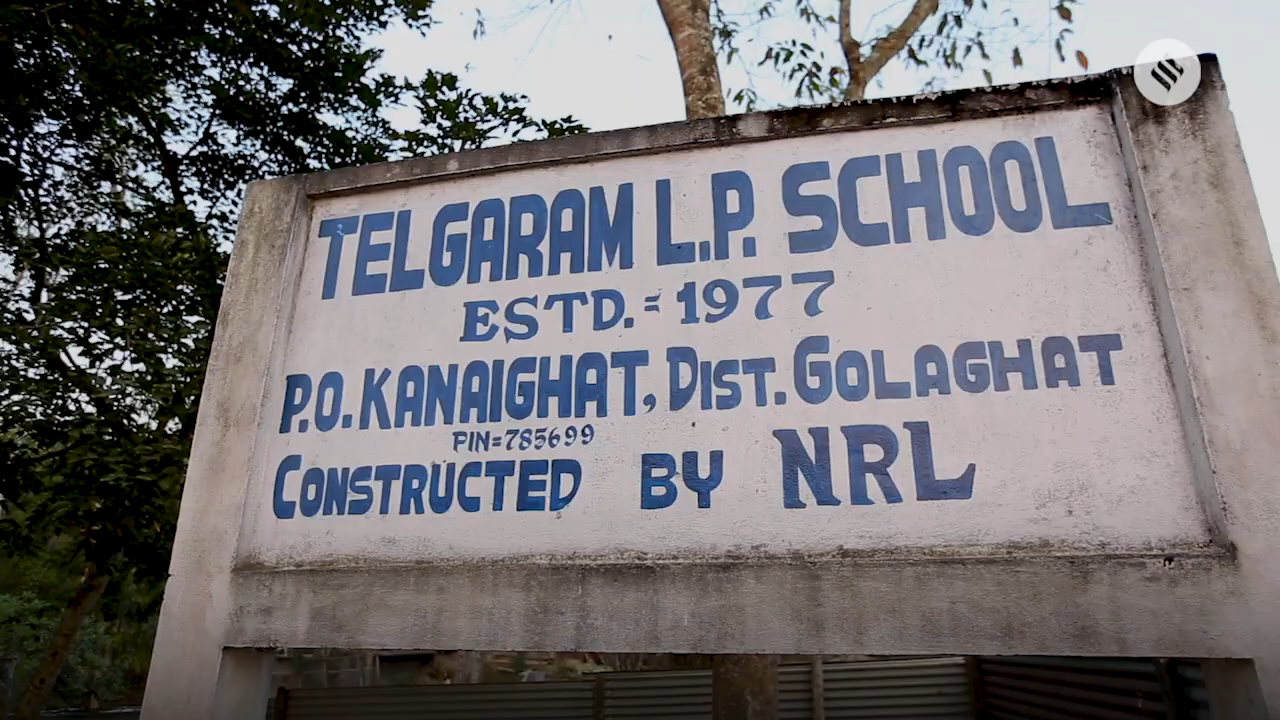 TELGARAM L.P. SCHOOL
ESTD.= 1977
P.O. KANAIGHAT, DIST. GOLAGHAT
PIN=785699
CONSTRUCTED BY NRL